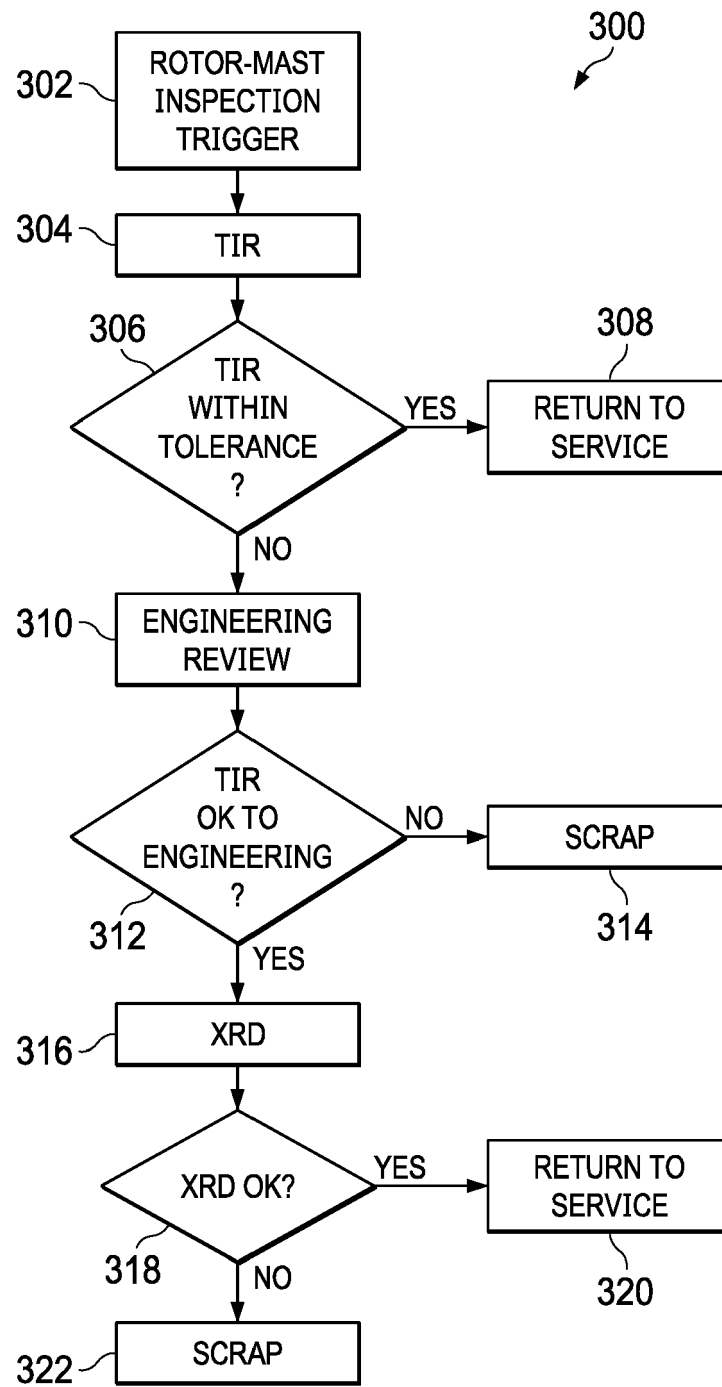 300
302
ROTOR-MAST
INSPECTION
TRIGGER
304
TIR
306
TIR
WITHIN
TOLERANCE
?
YES
308
RETURN TO
SERVICE
NO
310
ENGINEERING
REVIEW
TIR
OK TO
ENGINEERING
?
312
NO
SCRAP
314
YES
316
XRD
XRD OK?
318
YES
RETURN TO
SERVICE
320
NO
322
SCRAP